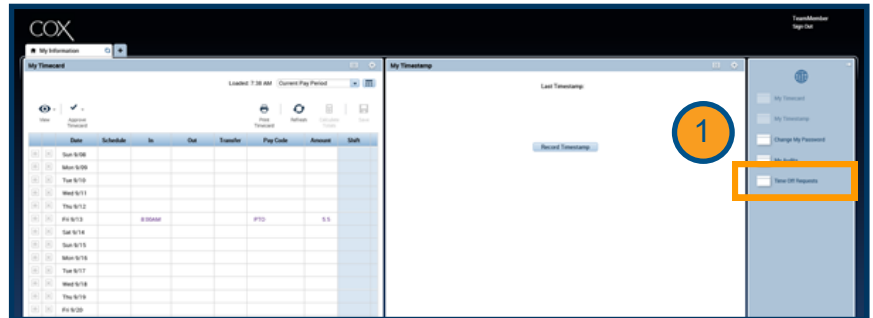 COX
TeamMember
Sign Out
My Information
My Timecard
Loaded: 7:38 AM Current Pay Period
View
Approve Timecard
Print Timecard
Refresh
Calculate Totals
Save
Date Schedule In Out Transfer Pay Code Amount Shift
Sun 9/08
Mon 9/09
Tue 9/10
Wed 9/11
Thu 9/12
Fri 9/13 8:00AM PTO 5.5
Sat 9/14
Sun 9/15
Mon 9/16
Tue 9/17
Wed 9/18
Thu 9/19
Fri 9/20
My Timestamp
Last Timestamp:
Record Timestamp
1
My Timecard
My Timestamp
Change My Password
My Audits
Time Off Requests